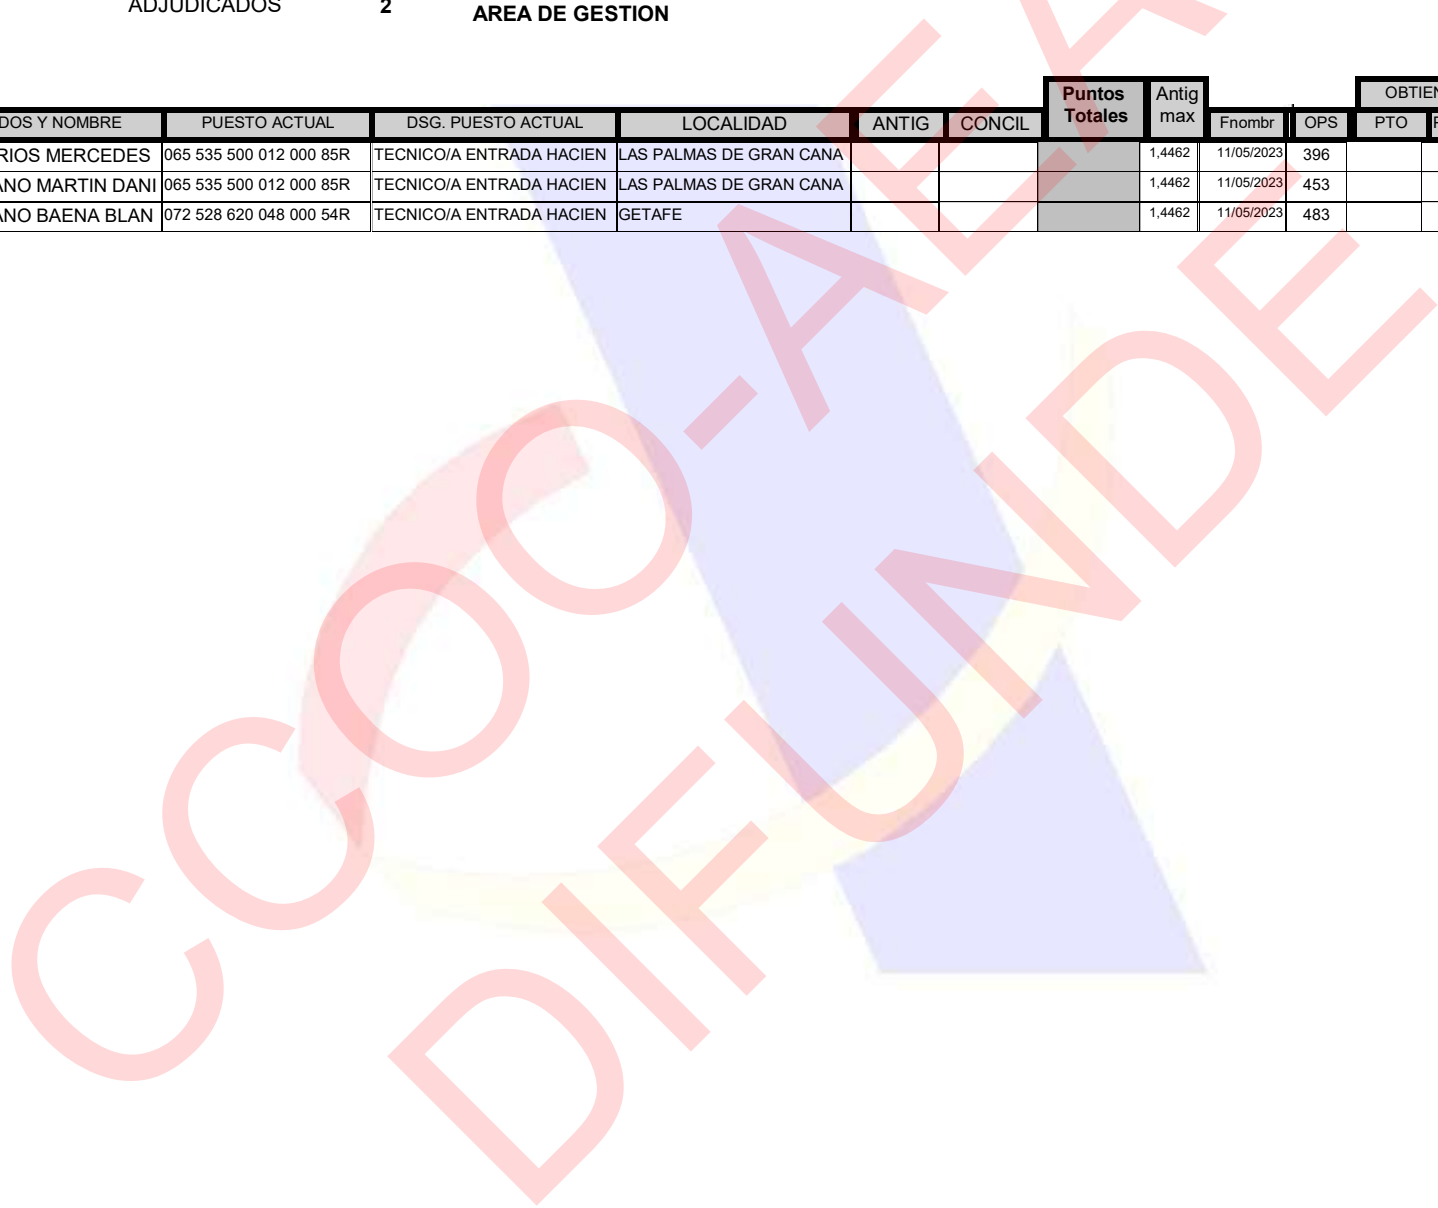 ADJUDICADOS 2
AREA DE GESTION
Puntos Totales Antig max OBTIEN
DOS Y NOMBRE PUESTO ACTUAL DSG. PUESTO ACTUAL LOCALIDAD ANTIG CONCIL Fnombr OPS PTO
RIOS MERCEDES 065 535 500 012 000 85R TECNICO/A ENTRADA HACIEN LAS PALMAS DE GRAN CANA 1,4462 11/05/2023 396
ANO MARTIN DANI 065 535 500 012 000 85R TECNICO/A ENTRADA HACIEN LAS PALMAS DE GRAN CANA 1,4462 11/05/2023 453
ANO BAENA BLAN 072 528 620 048 000 54R TECNICO/A ENTRADA HACIEN GETAFE 1,4462 11/05/2023 483
CCOO-AEA
DIFUNDE